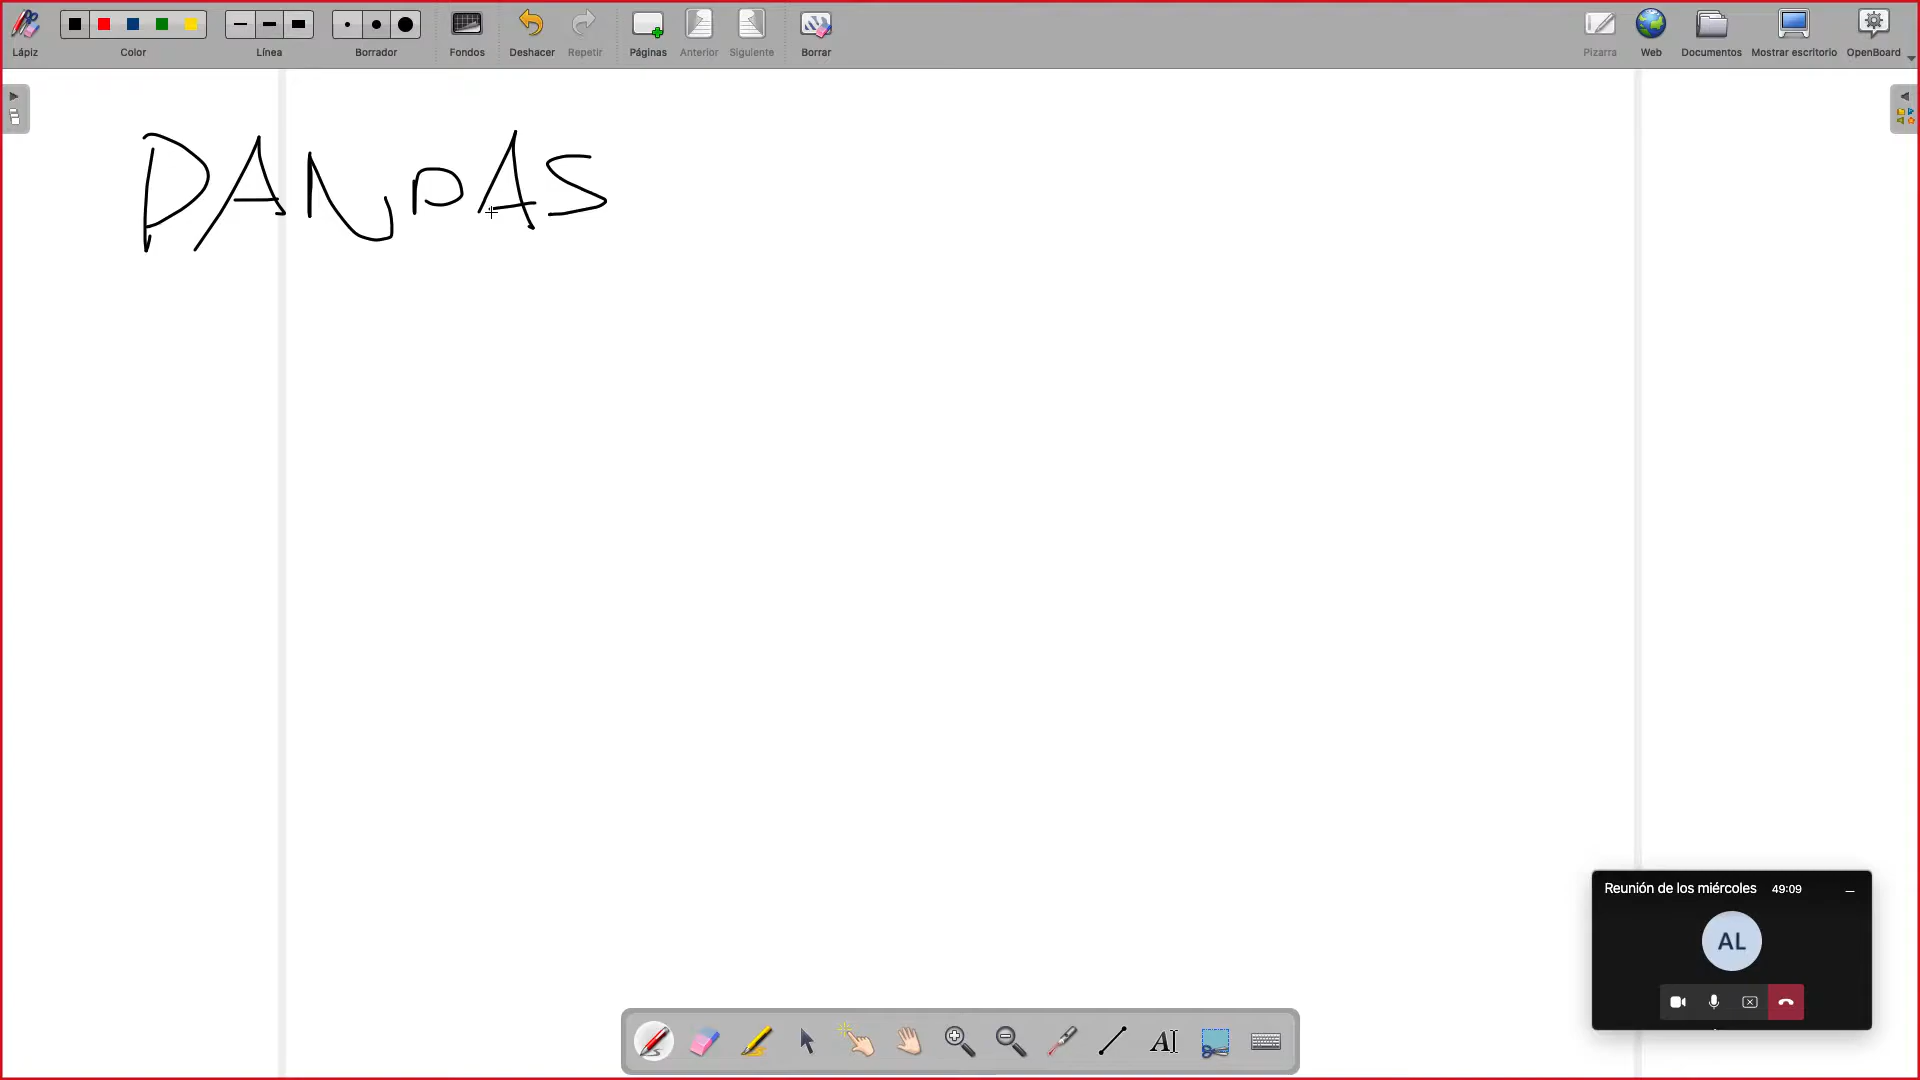 Lápiz Color Línea Borrador Fondos Deshacer Repetir Páginas Anterior Siguiente Borrar Pizarra Web Documentos Mostrar escritorio OpenBoard
PANDAS
Reunión de los miércoles 49:09
AL
AI